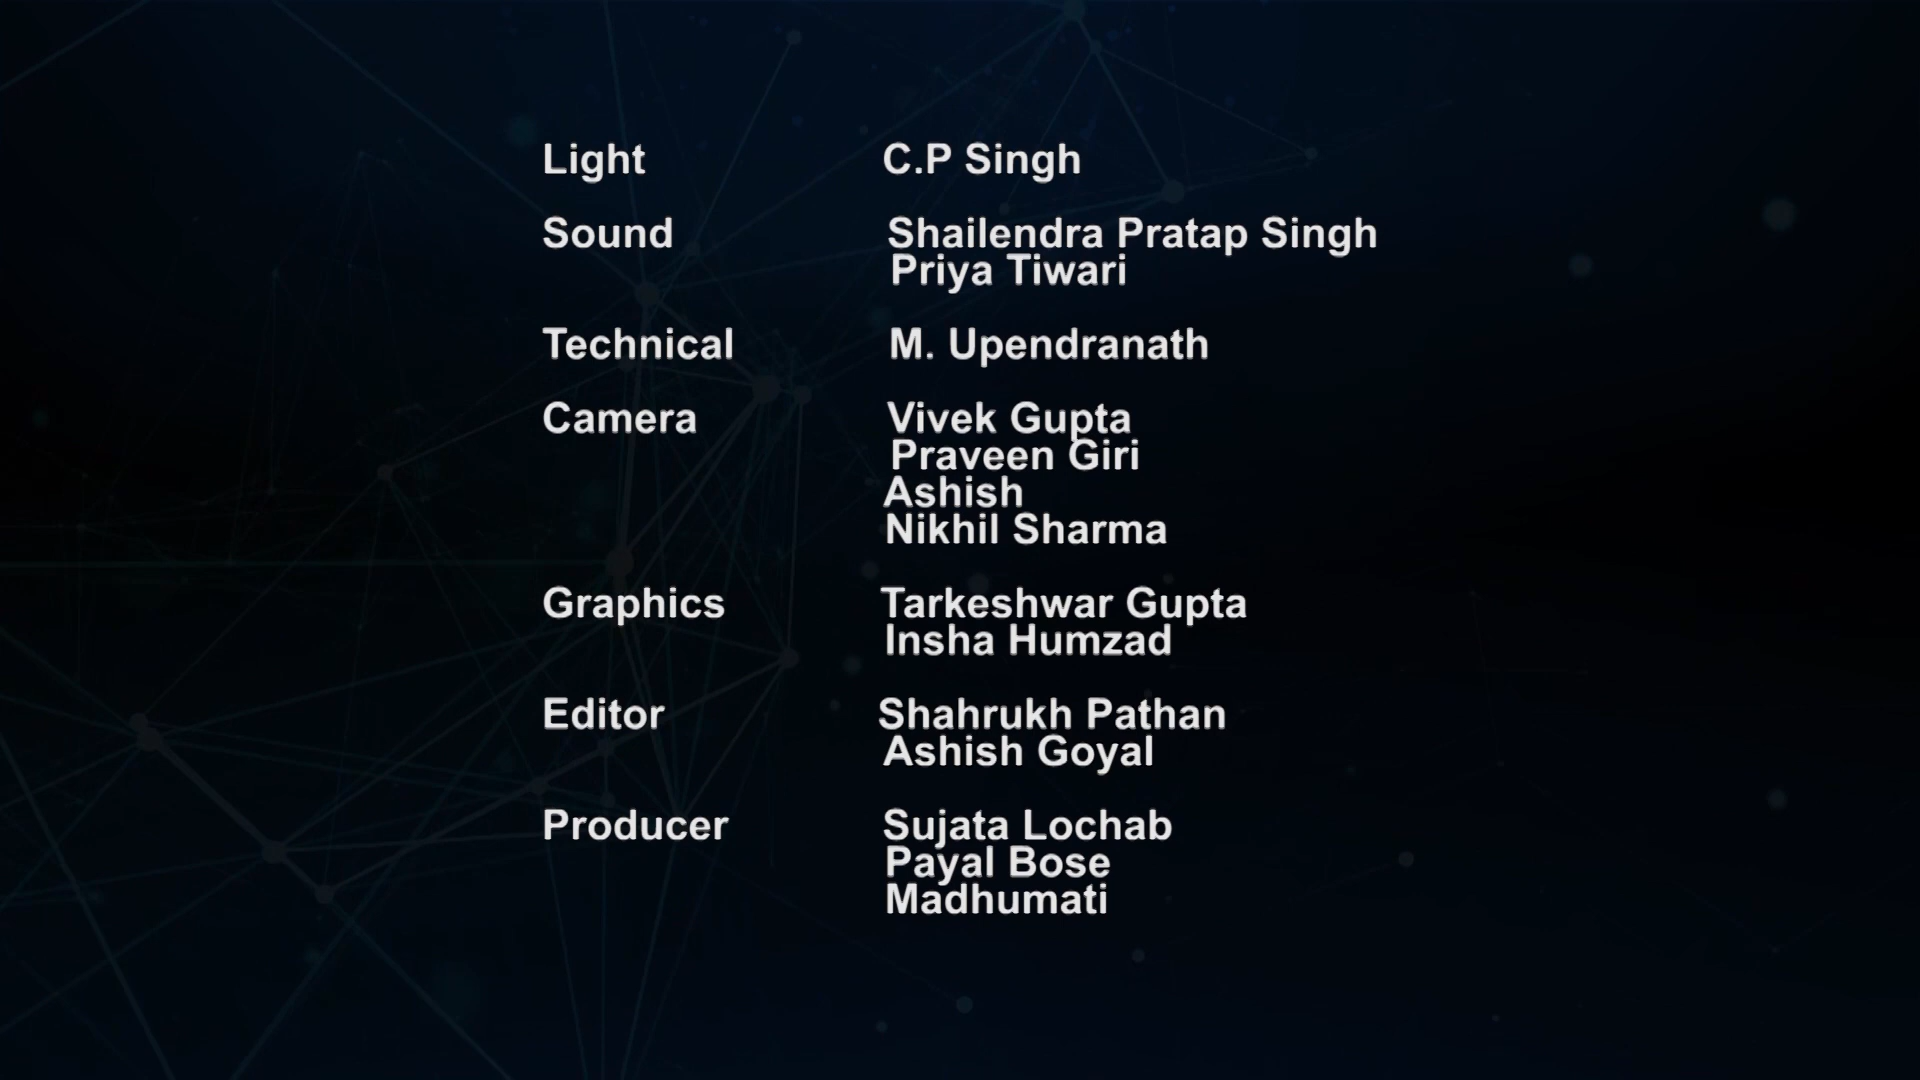 Light C.P Singh
Sound Shailendra Pratap Singh
Priya Tiwari
Technical M. Upendranath
Camera Vivek Gupta
Praveen Giri
Ashish
Nikhil Sharma
Graphics Tarkeshwar Gupta
Insha Humzad
Editor Shahrukh Pathan
Ashish Goyal
Producer Sujata Lochab
Payal Bose
Madhumati